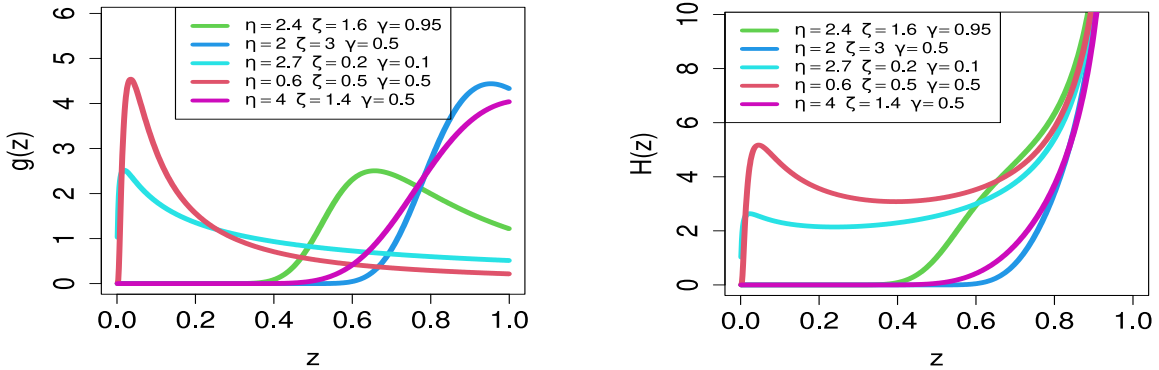 η = 2.4 ζ = 1.6 γ = 0.95
η = 2 ζ = 3 γ = 0.5
η = 2.7 ζ = 0.2 γ = 0.1
η = 0.6 ζ = 0.5 γ = 0.5
η = 4 ζ = 1.4 γ = 0.5
g(z)
6
5
4
3
2
1
0
0.0 0.2 0.4 0.6 0.8 1.0
z
η = 2.4 ζ = 1.6 γ = 0.95
η = 2 ζ = 3 γ = 0.5
η = 2.7 ζ = 0.2 γ = 0.1
η = 0.6 ζ = 0.5 γ = 0.5
η = 4 ζ = 1.4 γ = 0.5
H(z)
10
8
6
4
2
0
0.0 0.2 0.4 0.6 0.8 1.0
z